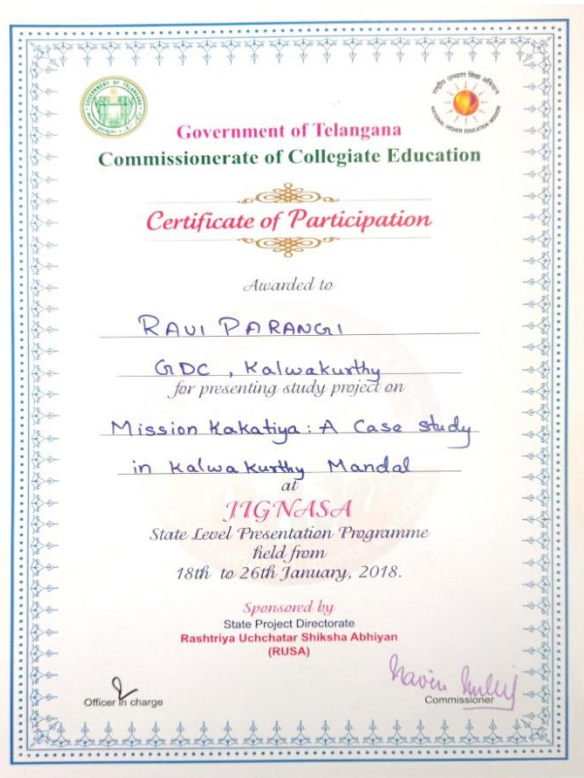 Government of Telangana
Commissionerate of Collegiate Education
Certificate of Participation
Awarded to
RAVI PARANGI
GDC, Kalwakurthy
for presenting study project on
Mission Kakatiya: A Case study
in Kalwakurthy Mandal
at
JIGNASA
State Level Presentation Programme
held from
18th to 26th January, 2018.
Sponsored by
State Project Directorate
Rashtriya Uchchatar Shiksha Abhiyan
(RUSA)
Officer in charge
Commissioner